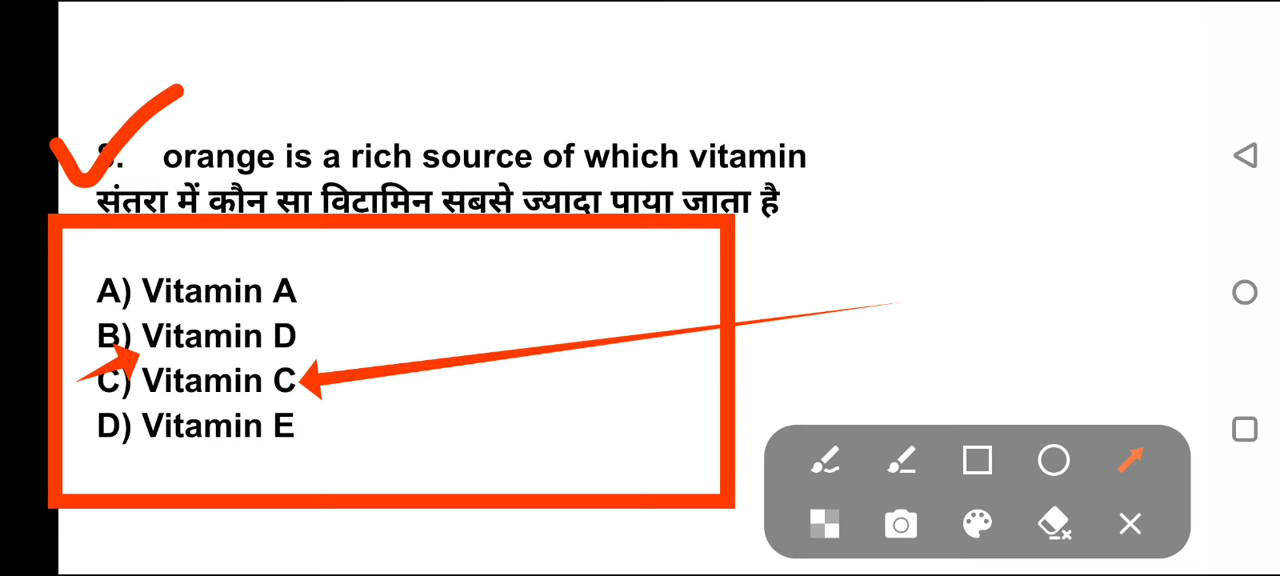 orange is a rich source of which vitamin
संतरा में कौन सा विटामिन सबसे ज्यादा पाया जाता है
A) Vitamin A
B) Vitamin D
C) Vitamin C
D) Vitamin E